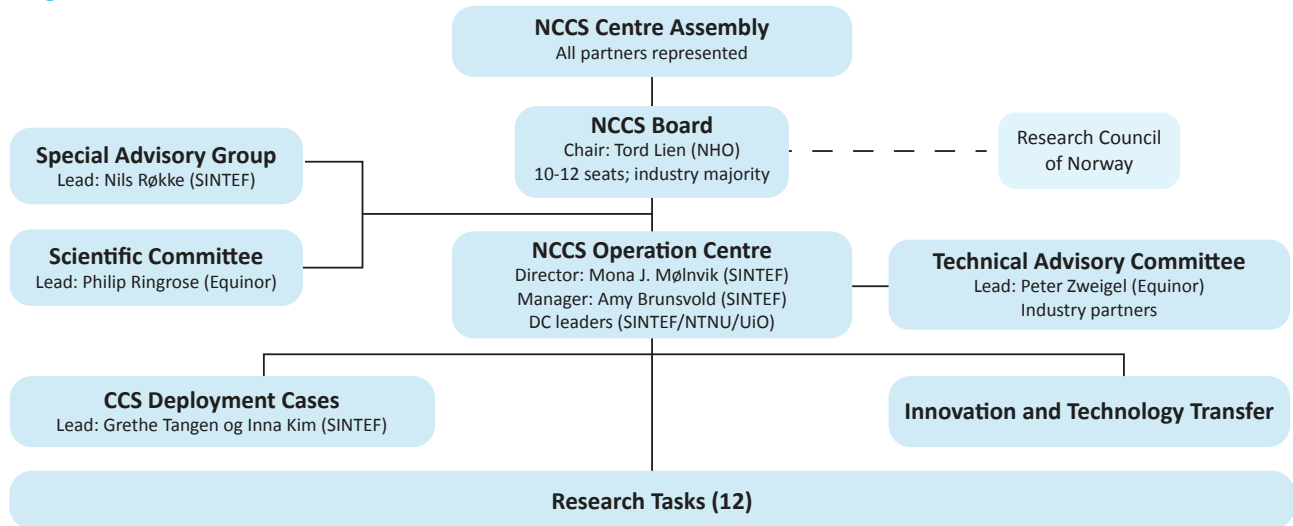 NCCS Centre Assembly
All partners represented
NCCS Board
Chair: Tord Lien (NHO)
10-12 seats; industry majority
Research Council
of Norway
Special Advisory Group
Lead: Nils Røkke (SINTEF)
Scientific Committee
Lead: Philip Ringrose (Equinor)
NCCS Operation Centre
Director: Mona J. Mølnvik (SINTEF)
Manager: Amy Brunsvold (SINTEF)
DC leaders (SINTEF/NTNU/UiO)
Technical Advisory Committee
Lead: Peter Zweigel (Equinor)
Industry partners
CCS Deployment Cases
Lead: Grethe Tangen og Inna Kim (SINTEF)
Innovation and Technology Transfer
Research Tasks (12)